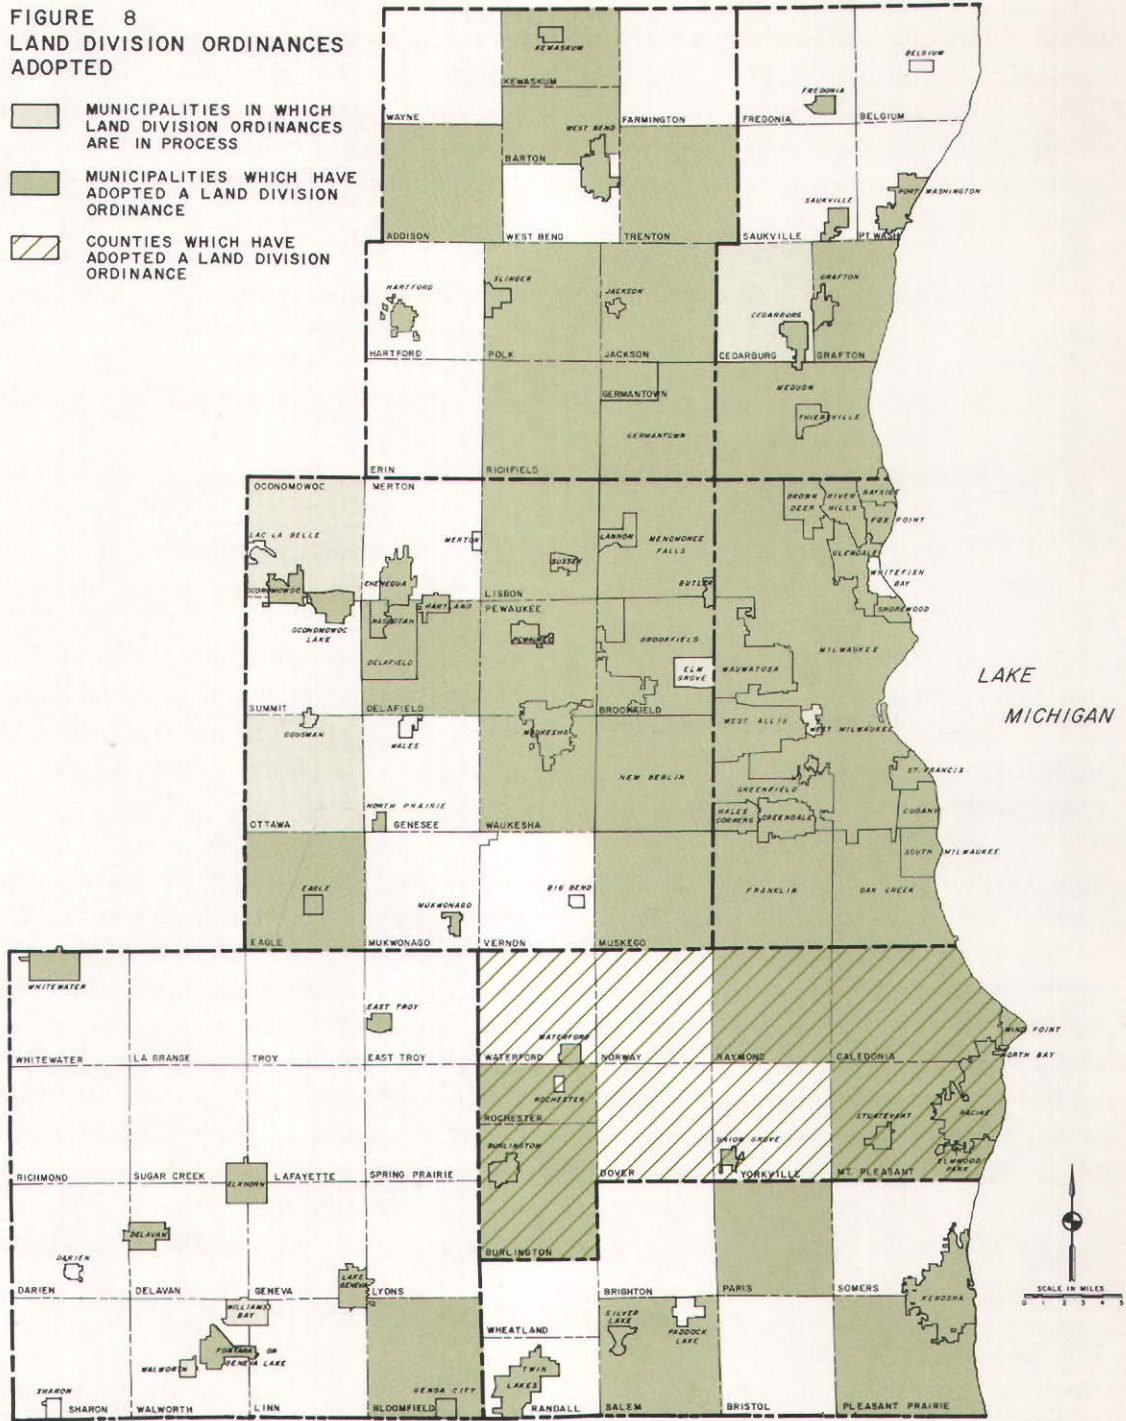 FIGURE 8
LAND DIVISION ORDINANCES
ADOPTED
MUNICIPALITIES IN WHICH
LAND DIVISION ORDINANCES
ARE IN PROCESS
MUNICIPALITIES WHICH HAVE
ADOPTED A LAND DIVISION
ORDINANCE
COUNTIES WHICH HAVE
ADOPTED A LAND DIVISION
ORDINANCE
KEWASKUM
BELGIUM
KEWASKUM
FREDONIA
WAYNE
FARMINGTON
FREDONIA
BELGIUM
WEST BEND
BARTON
PORT WASHINGTON
SAUKVILLE
ADDISON
WEST BEND
TRENTON
SAUKVILLE
PT. WASH
HARTFORD
SLINGER
JACKSON
GRAFTON
CEDARBURG
HARTFORD
POLK
JACKSON
CEDARBURG
GRAFTON
MEQUON
GERMANTOWN
THIENSVILLE
GERMANTOWN
ERIN
RICHFIELD
OCONOMOWOC
MERTON
BROWN
DEER
RIVER
HILLS
BAYSIDE
FOX POINT
LAC LA BELLE
MERTON
LANNON
MENOMONEE
FALLS
GLENDALE
SUSSEX
WHITEFISH
BAY
OCONOMOWOC
CHENEQUA
BUTLER
LISBON
HARTLAND
PEWAUKEE
SHOREWOOD
NASHOTAH
OCONOMOWOC
LAKE
PEWAUKEE
BROOKFIELD
MILWAUKEE
DELAFIELD
ELM
GROVE
WAUWATOSA
LAKE
MICHIGAN
SUMMIT
DELAFIELD
BROOKFIELD
DOUSMAN
WALES
WAUKESHA
WEST ALLIS
WEST MILWAUKEE
ST. FRANCIS
NEW BERLIN
GREENFIELD
NORTH PRAIRIE
HALES
CORNERS
GREENDALE
CUDAHY
OTTAWA
GENESEE
WAUKESHA
SOUTH MILWAUKEE
EAGLE
MUKWONAGO
BIG BEND
FRANKLIN
OAK CREEK
EAGLE
MUKWONAGO
VERNON
MUSKEGO
WHITEWATER
EAST TROY
WATERFORD
WIND POINT
WHITEWATER
LA GRANGE
TROY
EAST TROY
WATERFORD
NORWAY
RAYMOND
CALEDONIA
NORTH BAY
ROCHESTER
ROCHESTER
STURTEVANT
RACINE
BURLINGTON
UNION GROVE
ELMWOOD
PARK
RICHMOND
SUGAR CREEK
ELKHORN
LAFAYETTE
SPRING PRAIRIE
DOVER
YORKVILLE
MT. PLEASANT
DELAVAN
BURLINGTON
DARIEN
DARIEN
DELAVAN
GENEVA
LAKE
GENEVA
LYONS
BRIGHTON
PARIS
SOMERS
KENOSHA
SCALE IN MILES
0 1 2 3 4 5
WILLIAMS
BAY
SILVER
LAKE
PADDOCK
LAKE
WHEATLAND
FONTANA ON
GENEVA LAKE
WALWORTH
TWIN
LAKES
SHARON
GENOA CITY
SHARON
WALWORTH
LINN
BLOOMFIELD
RANDALL
SALEM
BRISTOL
PLEASANT PRAIRIE